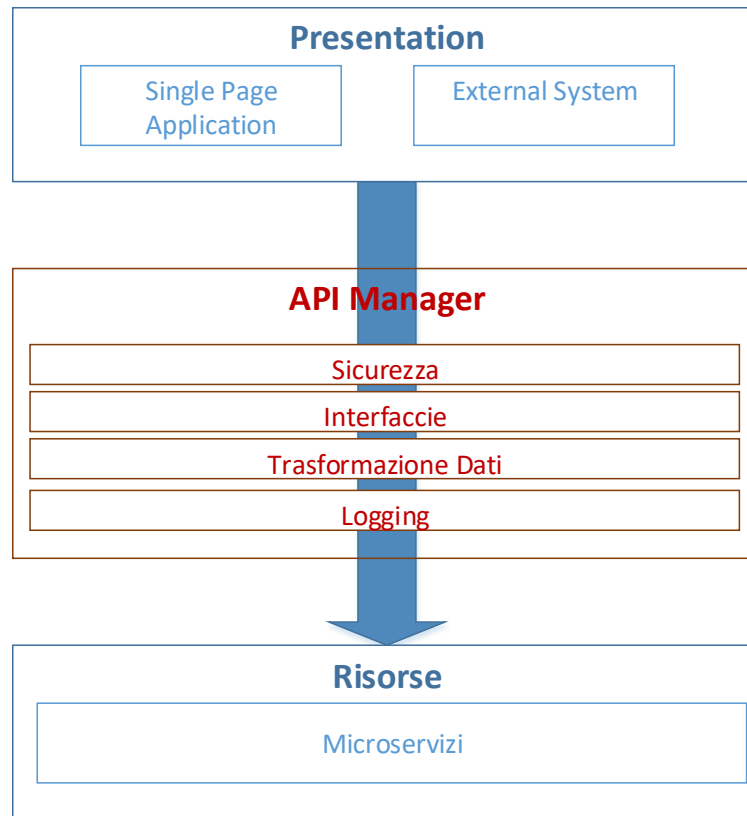 Presentation
Single Page
Application
External System
API Manager
Sicurezza
Interfaccie
Trasformazione Dati
Logging
Risorse
Microservizi